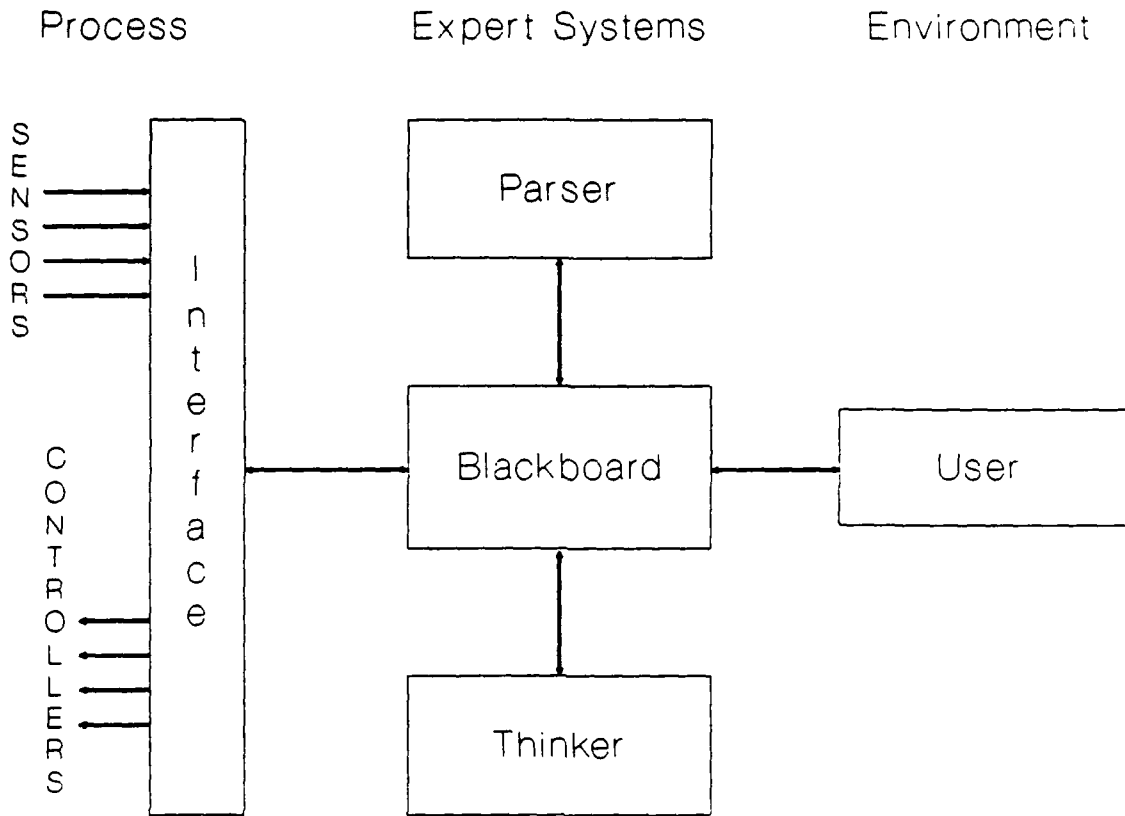 Process
Expert Systems
Environment
SENSORS
Interface
CONTROLLERS
Parser
Blackboard
User
Thinker